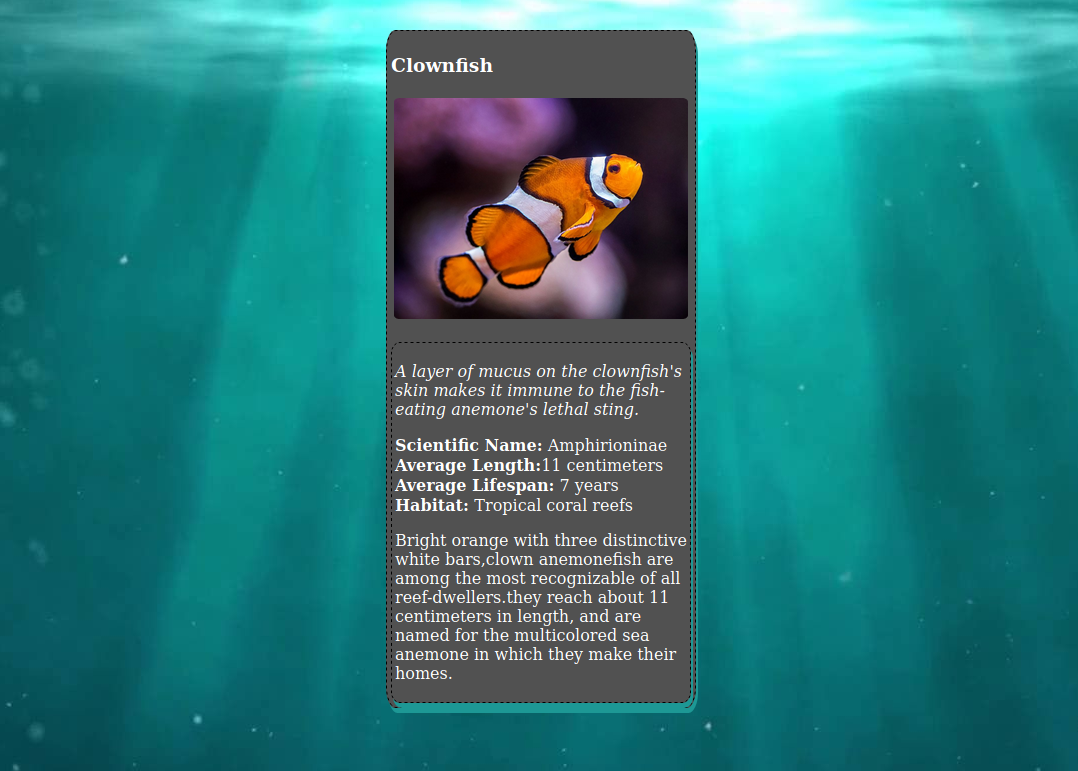 Clownfish
A layer of mucus on the clownfish's
skin makes it immune to the fish-
eating anemone's lethal sting.
Scientific Name: Amphirioninae
Average Length:11 centimeters
Average Lifespan: 7 years
Habitat: Tropical coral reefs
Bright orange with three distinctive
white bars,clown anemonefish are
among the most recognizable of all
reef-dwellers.they reach about 11
centimeters in length, and are
named for the multicolored sea
anemone in which they make their
homes.